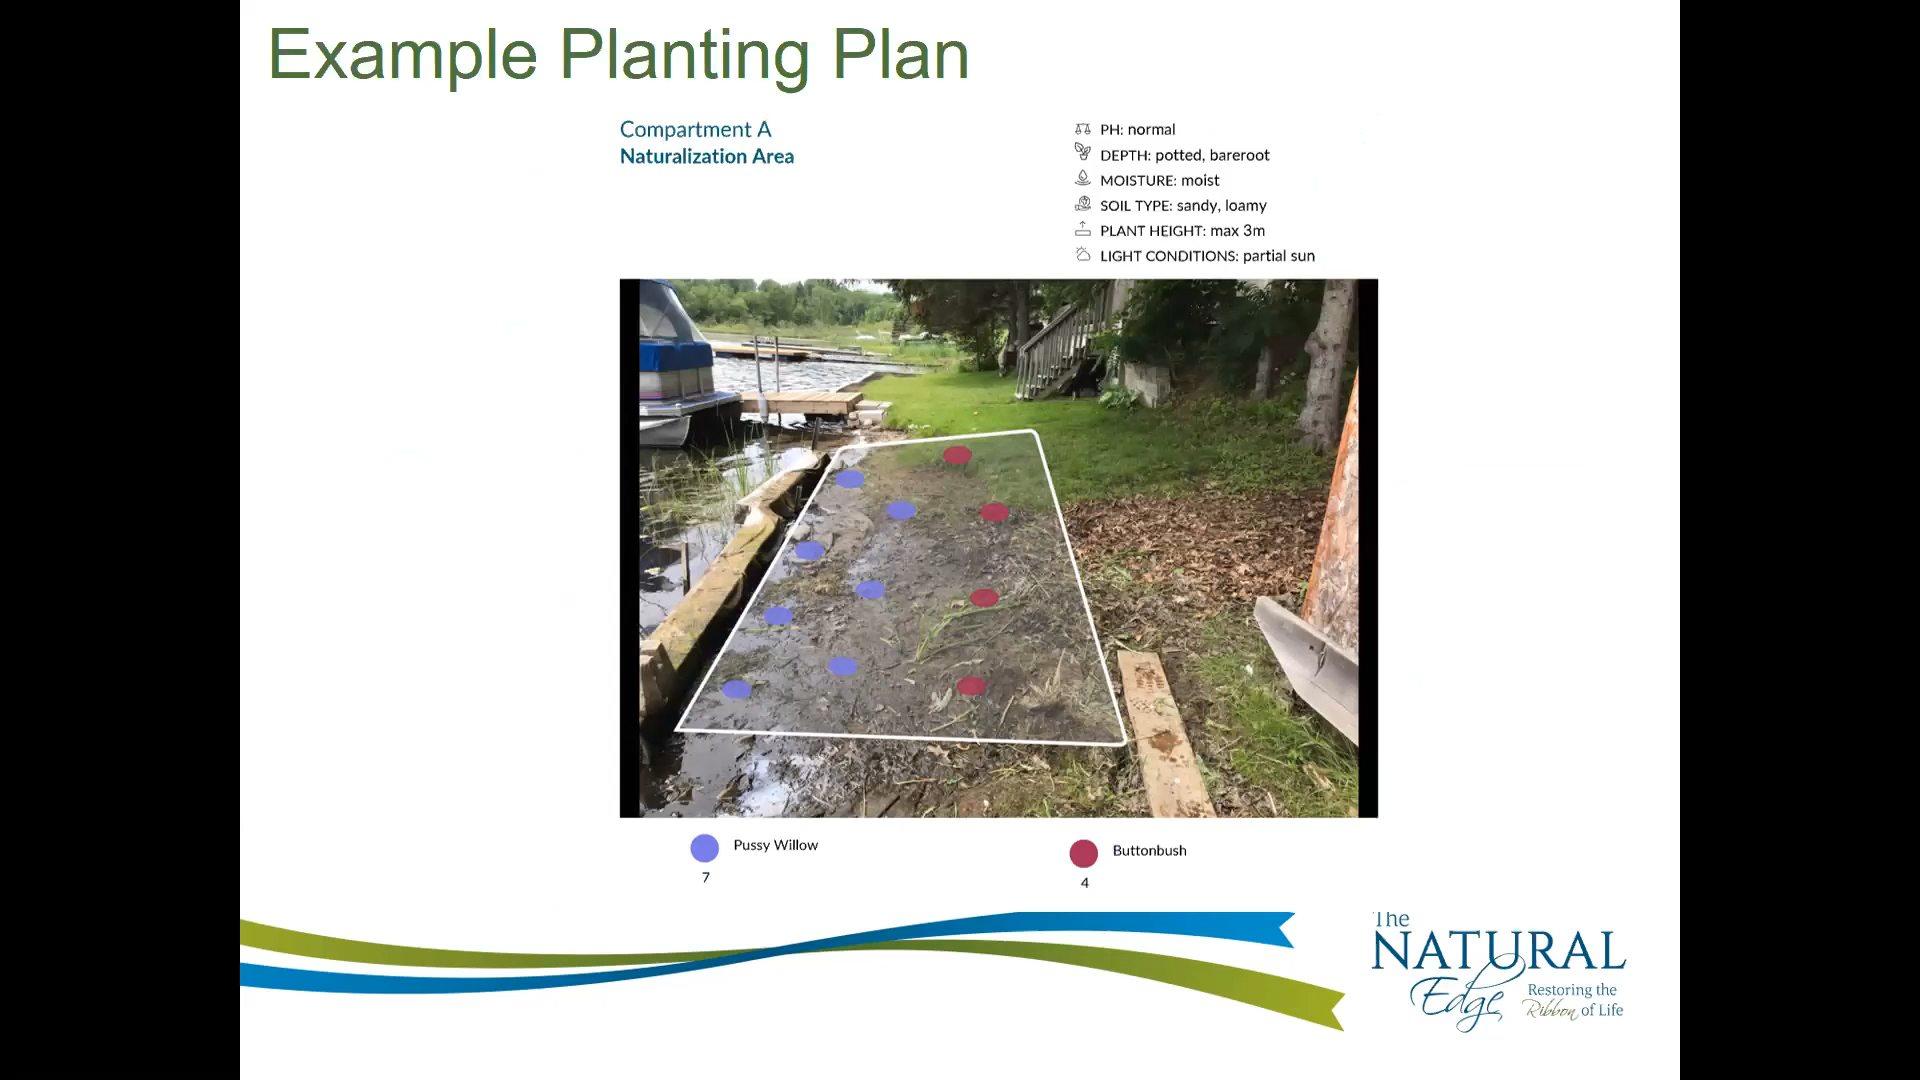 Example Planting Plan
Compartment A
Naturalization Area
PH: normal
DEPTH: potted, bareroot
MOISTURE: moist
SOIL TYPE: sandy, loamy
PLANT HEIGHT: max 3m
LIGHT CONDITIONS: partial sun
Pussy Willow
7
Buttonbush
4
The
NATURAL
Edge
Restoring the
Ribbon of Life